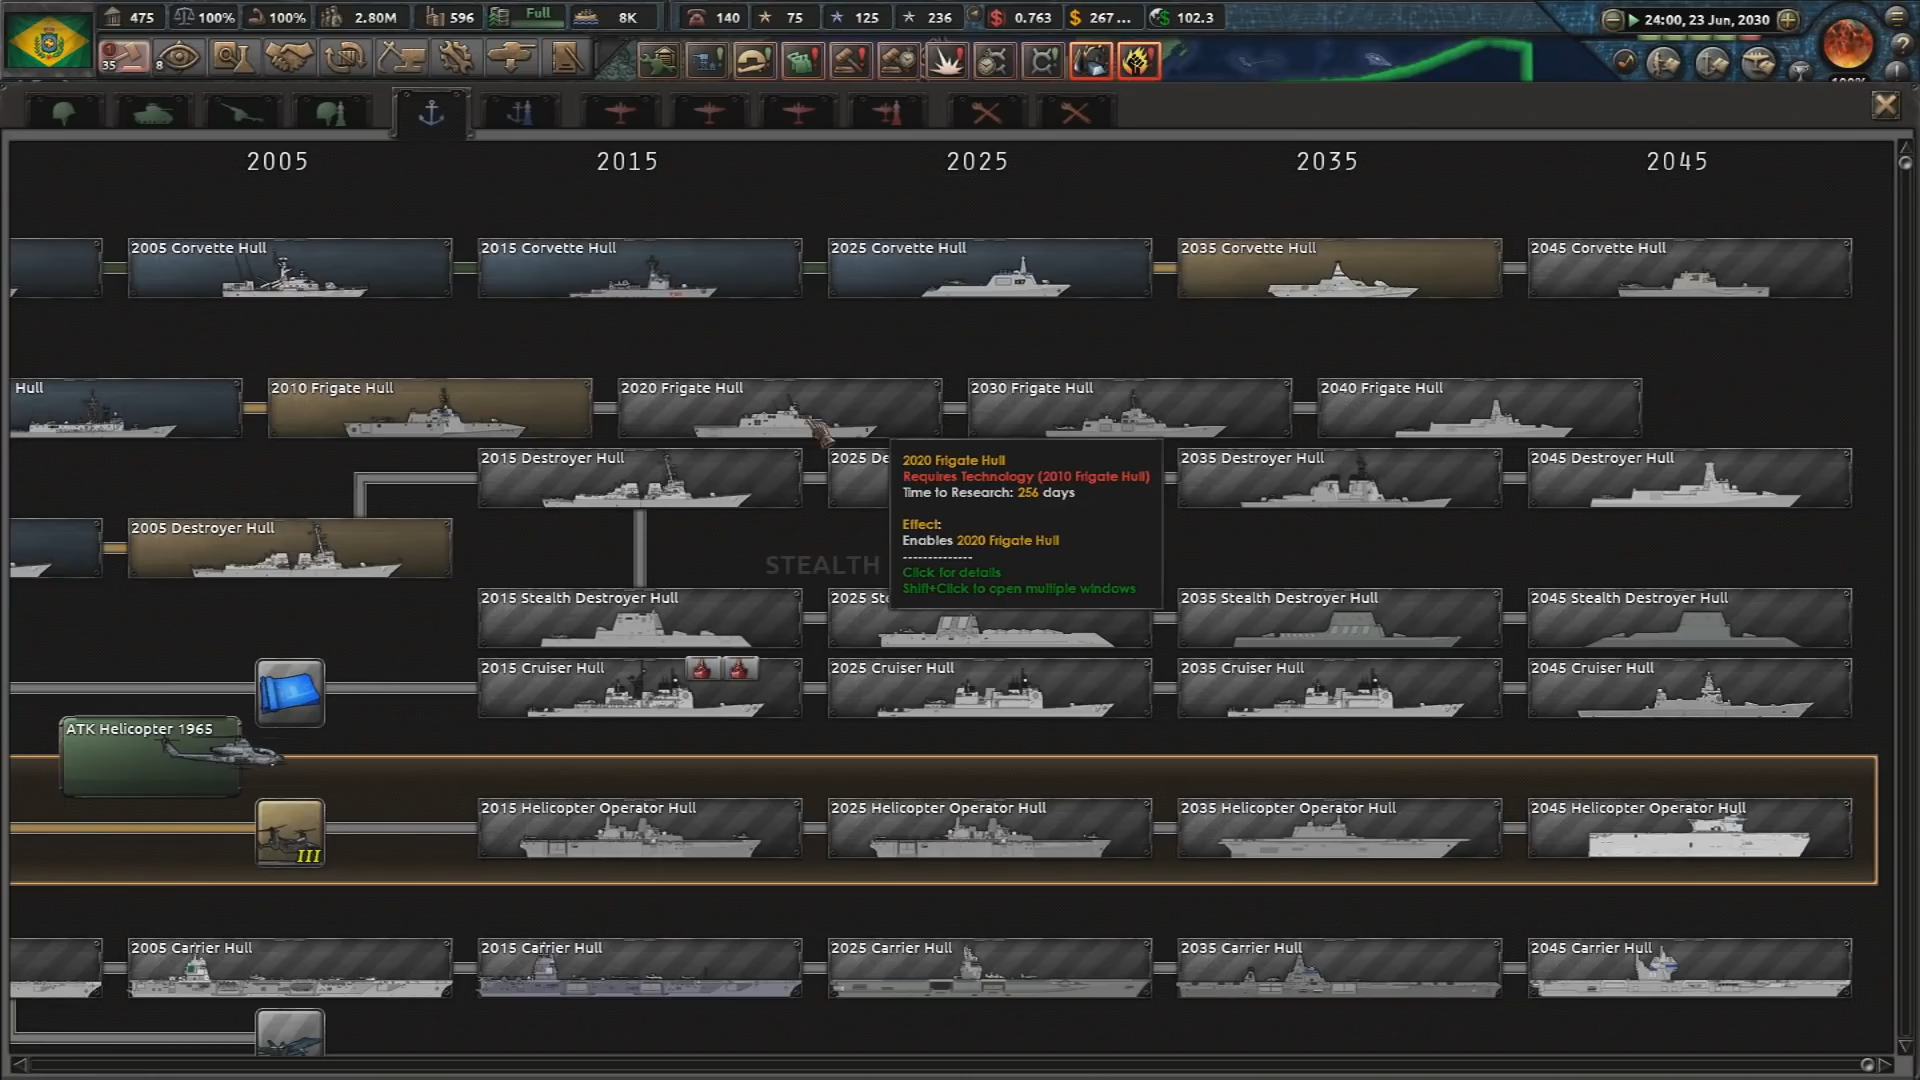 475 100% 100% 2.80M 596 Full 8K 140 75 125 236 0.763 267... 102.3 24:00, 23 Jun, 2030
35 8 100%
2005 2015 2025 2035 2045
2005 Corvette Hull 2015 Corvette Hull 2025 Corvette Hull 2035 Corvette Hull 2045 Corvette Hull
Hull 2010 Frigate Hull 2020 Frigate Hull 2030 Frigate Hull 2040 Frigate Hull
2015 Destroyer Hull 2025 De 2035 Destroyer Hull 2045 Destroyer Hull
2020 Frigate Hull
Requires Technology (2010 Frigate Hull)
Time to Research: 256 days
Effect:
Enables 2020 Frigate Hull
--------------
Click for details
Shift+Click to open multiple windows
2005 Destroyer Hull
STEALTH
2015 Stealth Destroyer Hull 2025 Ste 2035 Stealth Destroyer Hull 2045 Stealth Destroyer Hull
2015 Cruiser Hull 2025 Cruiser Hull 2035 Cruiser Hull 2045 Cruiser Hull
ATK Helicopter 1965
2015 Helicopter Operator Hull 2025 Helicopter Operator Hull 2035 Helicopter Operator Hull 2045 Helicopter Operator Hull
III
2005 Carrier Hull 2015 Carrier Hull 2025 Carrier Hull 2035 Carrier Hull 2045 Carrier Hull